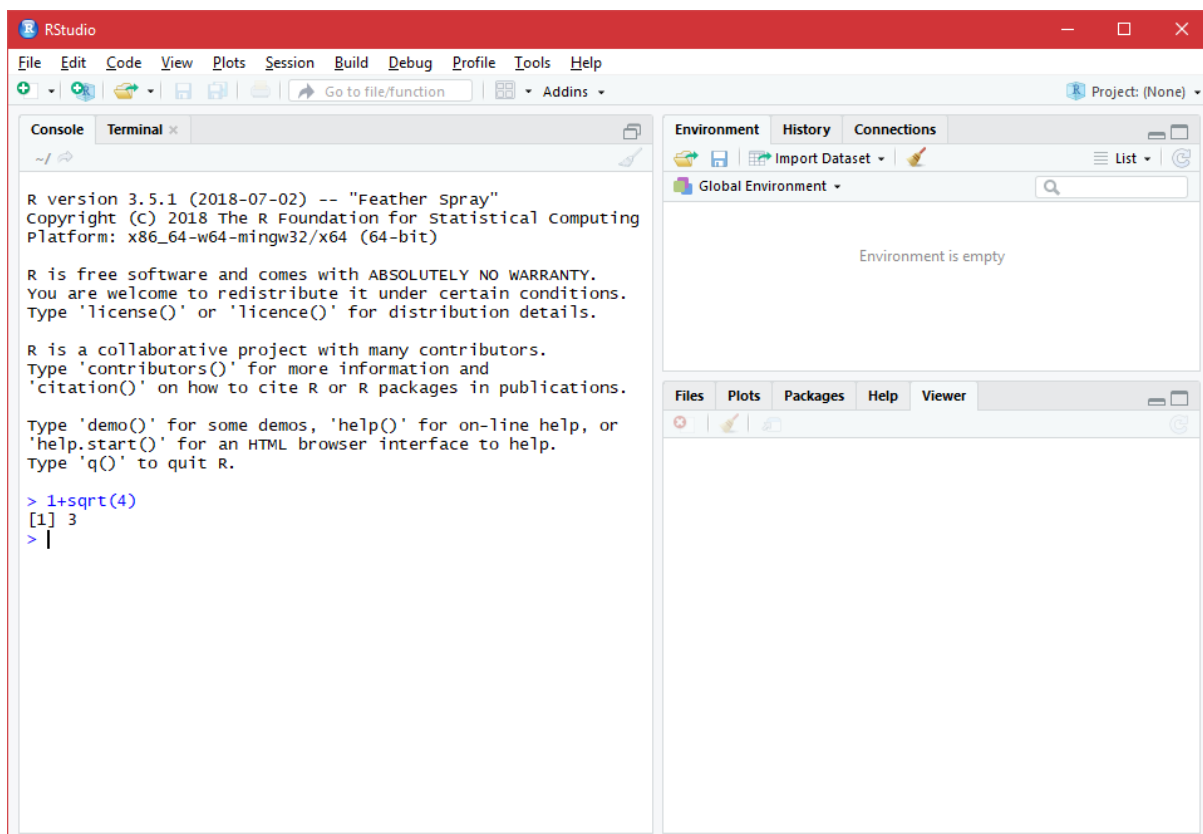 RStudio
File Edit Code View Plots Session Build Debug Profile Tools Help
Go to file/function Addins Project: (None)
Console Terminal
~/
R version 3.5.1 (2018-07-02) -- "Feather Spray"
Copyright (C) 2018 The R Foundation for Statistical Computing
Platform: x86_64-w64-mingw32/x64 (64-bit)
R is free software and comes with ABSOLUTELY NO WARRANTY.
You are welcome to redistribute it under certain conditions.
Type 'license()' or 'licence()' for distribution details.
R is a collaborative project with many contributors.
Type 'contributors()' for more information and
'citation()' on how to cite R or R packages in publications.
Type 'demo()' for some demos, 'help()' for on-line help, or
'help.start()' for an HTML browser interface to help.
Type 'q()' to quit R.
> 1+sqrt(4)
[1] 3
>
Environment History Connections
Import Dataset List
Global Environment
Environment is empty
Files Plots Packages Help Viewer